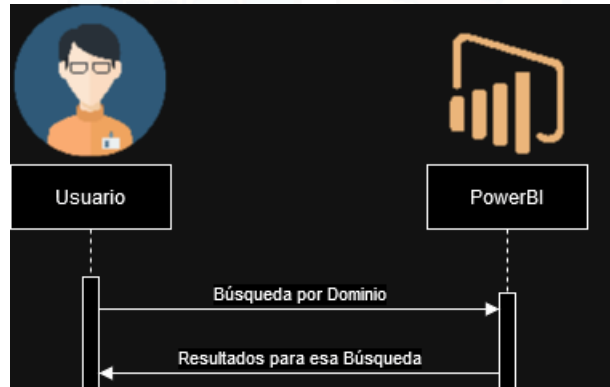 Usuario
PowerBI
Búsqueda por Dominio
Resultados para esa Búsqueda